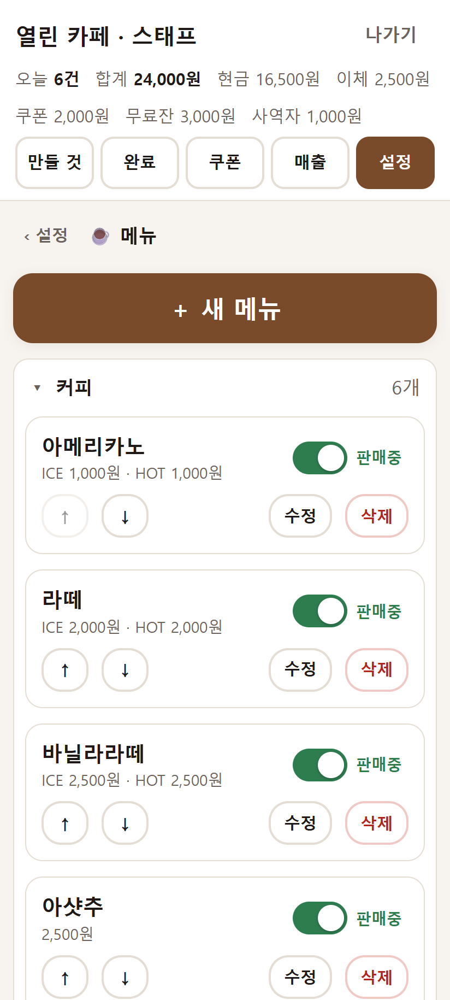 열린 카페 · 스태프 나가기
오늘 6건 합계 24,000원 현금 16,500원 이체 2,500원
쿠폰 2,000원 무료잔 3,000원 사역자 1,000원
만들 것 완료 쿠폰 매출 설정
‹ 설정 메뉴
+ 새 메뉴
▼ 커피 6개
아메리카노 판매중
ICE 1,000원 · HOT 1,000원
↑ ↓ 수정 삭제
라떼 판매중
ICE 2,000원 · HOT 2,000원
↑ ↓ 수정 삭제
바닐라라떼 판매중
ICE 2,500원 · HOT 2,500원
↑ ↓ 수정 삭제
아샷추 판매중
2,500원
↑ ↓ 수정 삭제